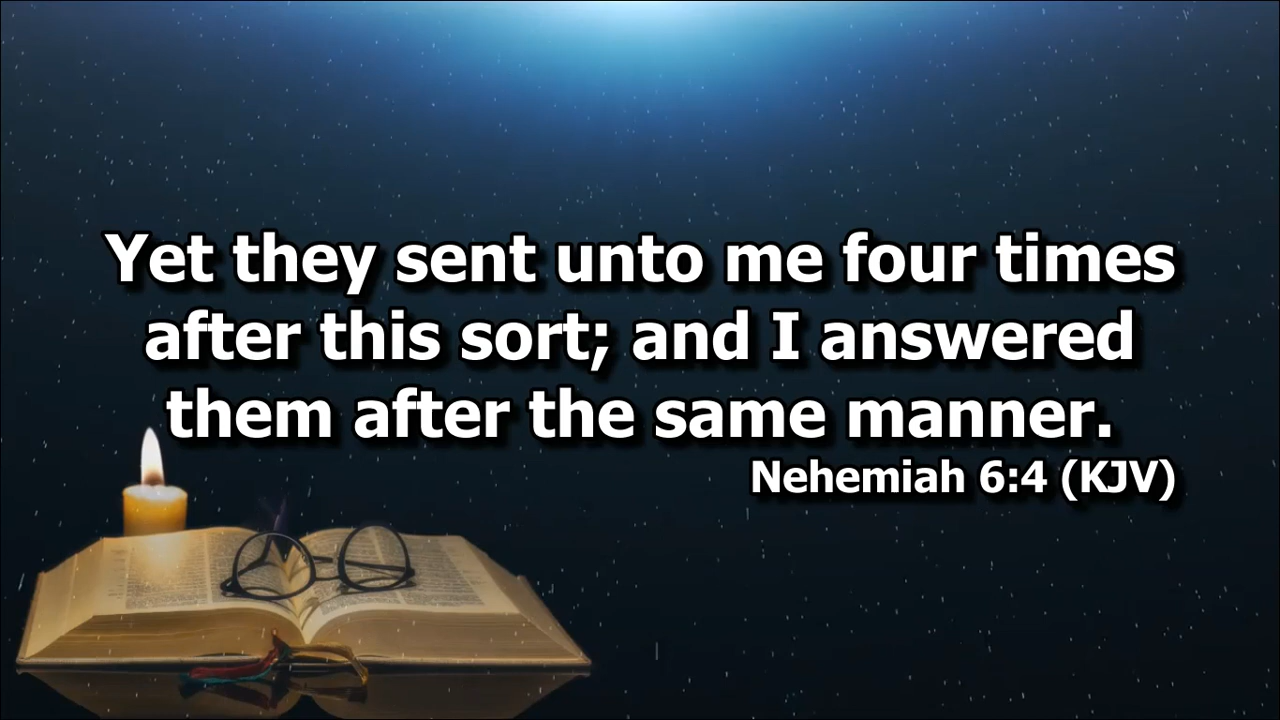 Yet they sent unto me four times
after this sort; and I answered
them after the same manner.
Nehemiah 6:4 (KJV)